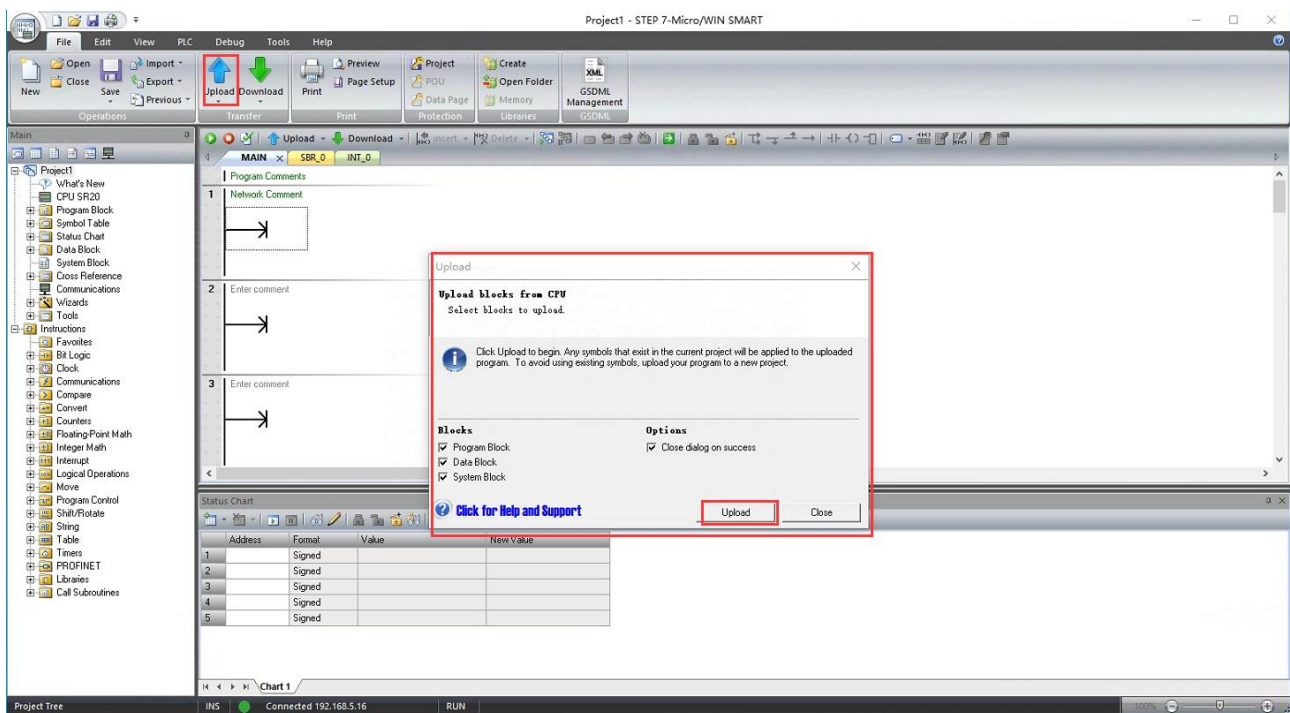 Project1 - STEP 7-Micro/WIN SMART
File Edit View PLC Debug Tools Help
New
Open
Close
Save
Import
Export
Previous
Operations
Upload Download
Transfer
Print
Preview
Page Setup
Print
Project
POU
Data Page
Protection
Create
Open Folder
Memory
Libraries
XML
GSDML Management
GSDML
Main
Upload Download Insert Delete
MAIN SBR_0 INT_0
Project1
What's New
CPU SR20
Program Block
Symbol Table
Status Chart
Data Block
System Block
Cross Reference
Communications
Wizards
Tools
Instructions
Favorites
Bit Logic
Clock
Communications
Compare
Convert
Counters
Floating-Point Math
Integer Math
Interrupt
Logical Operations
Move
Program Control
Shift/Rotate
String
Table
Timers
PROFINET
Libraries
Call Subroutines
Program Comments
1 Network Comment
2 Enter comment
3 Enter comment
Upload
Upload blocks from CPU
Select blocks to upload.
Click Upload to begin. Any symbols that exist in the current project will be applied to the uploaded
program. To avoid using existing symbols, upload your program to a new project.
Blocks
Program Block
Data Block
System Block
Options
Close dialog on success
Click for Help and Support
Upload Close
Status Chart
Address Format Value New Value
1 Signed
2 Signed
3 Signed
4 Signed
5 Signed
Chart 1
Project Tree INS Connected 192.168.5.16 RUN 100%